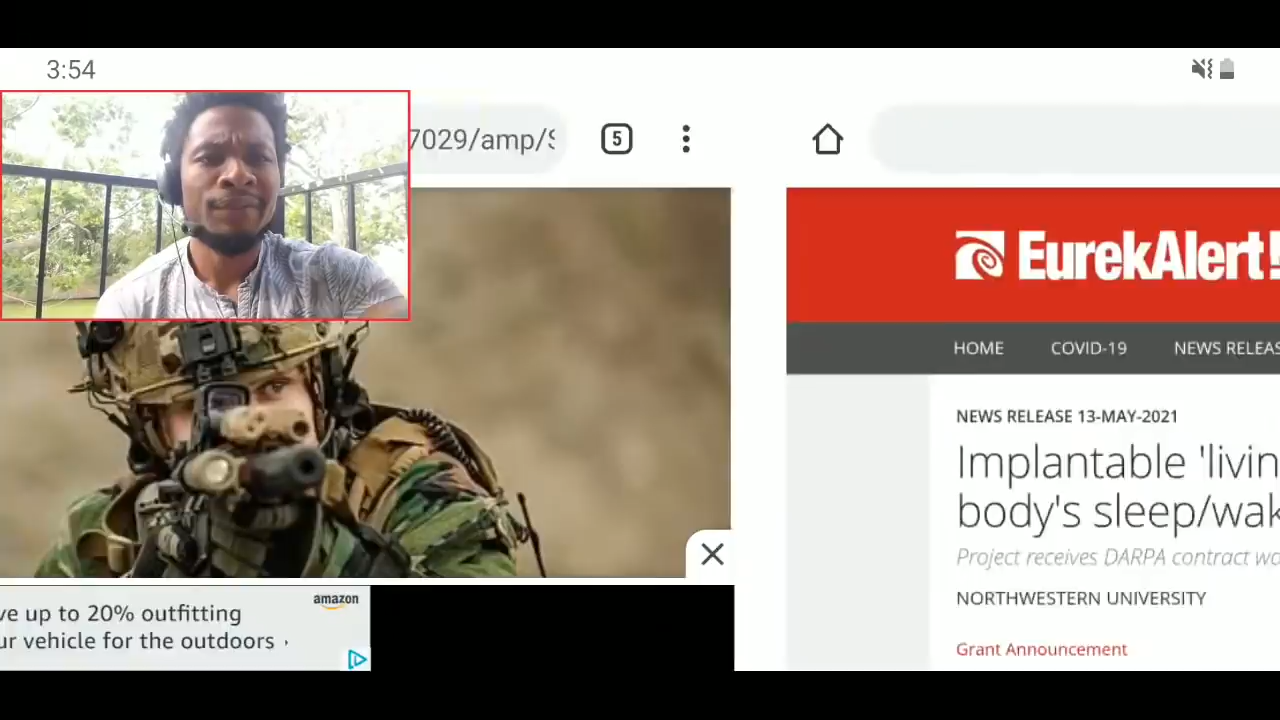 3:54
7029/amp/S
5
EurekAlert!
HOME COVID-19 NEWS RELEAS
NEWS RELEASE 13-MAY-2021
Implantable 'livin
body's sleep/wak
Project receives DARPA contract wo
NORTHWESTERN UNIVERSITY
Grant Announcement
amazon
ve up to 20% outfitting
ur vehicle for the outdoors ›